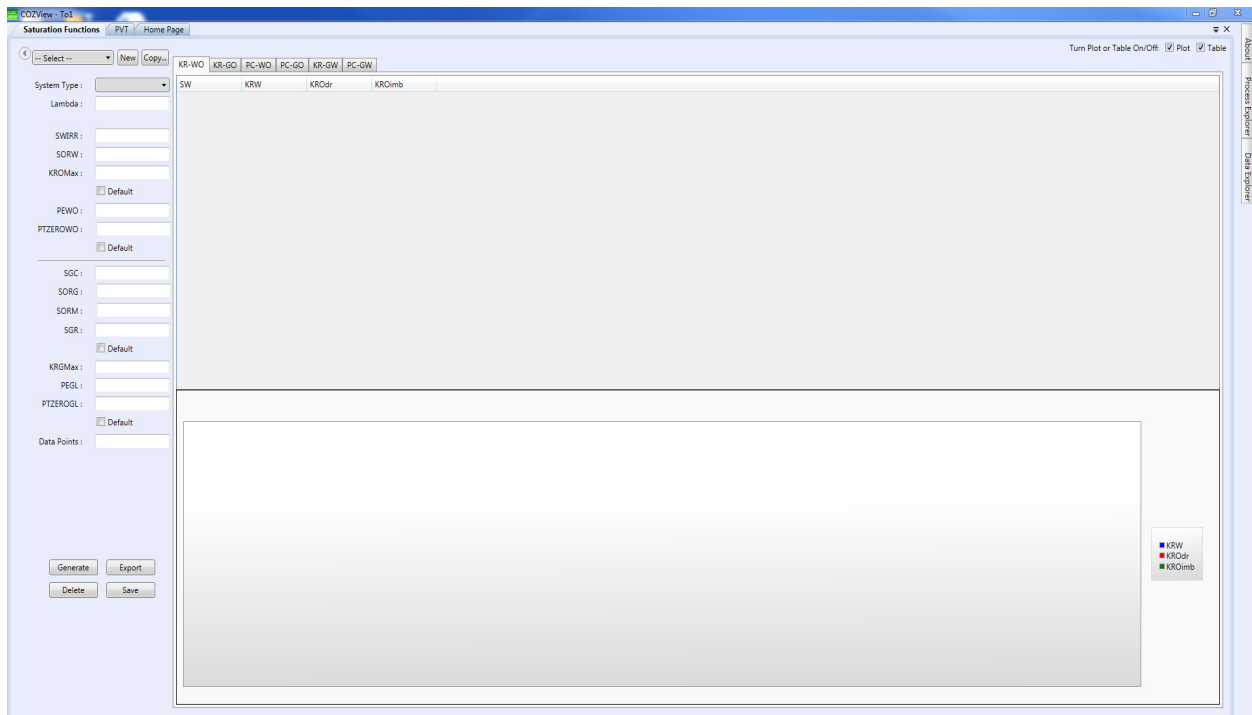 COZView - To1
Saturation Functions PVT Home Page
-- Select -- New Copy...
Turn Plot or Table On/Off: Plot Table
KR-WO KR-GO PC-WO PC-GO KR-GW PC-GW
System Type :
SW KRW KROdr KROimb
Lambda :
SWIRR :
SORW :
KROMax :
Default
PEWO :
PTZEROWO :
Default
SGC :
SORG :
SORM :
SGR :
Default
KRGMax :
PEGL :
PTZEROGL :
Default
Data Points :
Generate Export
Delete Save
KRW
KROdr
KROimb
About
Process Explorer
Data Explorer